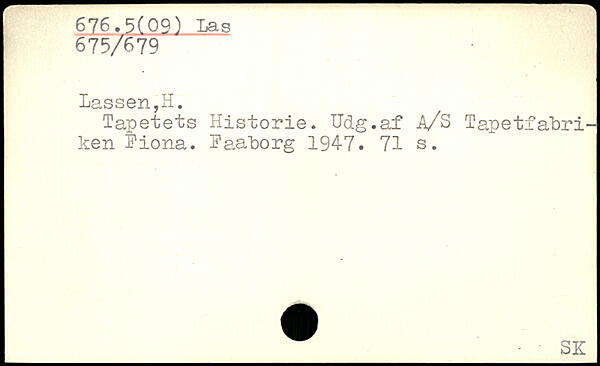 676.5(09) Las
675/679
Lassen,H.
Tapetets Historie. Udg.af A/S Tapetfabri-
ken Fiona. Faaborg 1947. 71 s.
SK